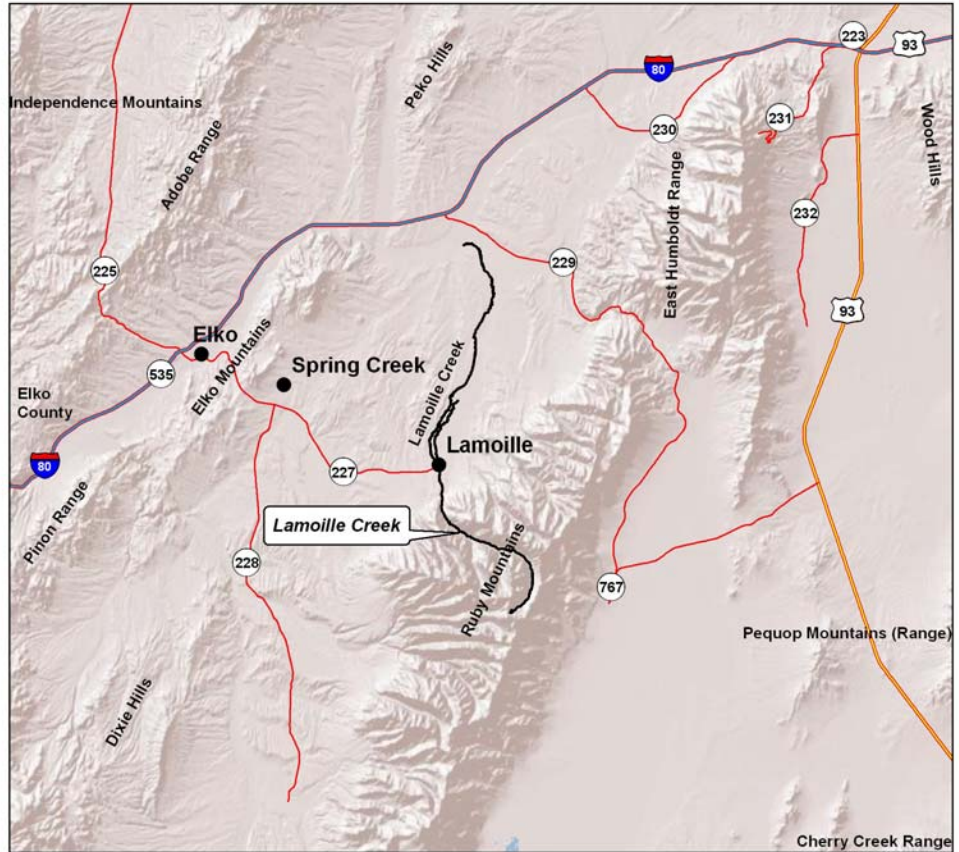 223
93
80
Peko Hills
Independence Mountains
231
230
Wood Hills
Adobe Range
East Humboldt Range
232
229
225
93
Elko
Elko Mountains
Spring Creek
535
Elko
County
Lamoille Creek
Lamoille
80
227
Pinon Range
Lamoille Creek
228
Ruby Mountains
767
Pequop Mountains (Range)
Dixie Hills
Cherry Creek Range